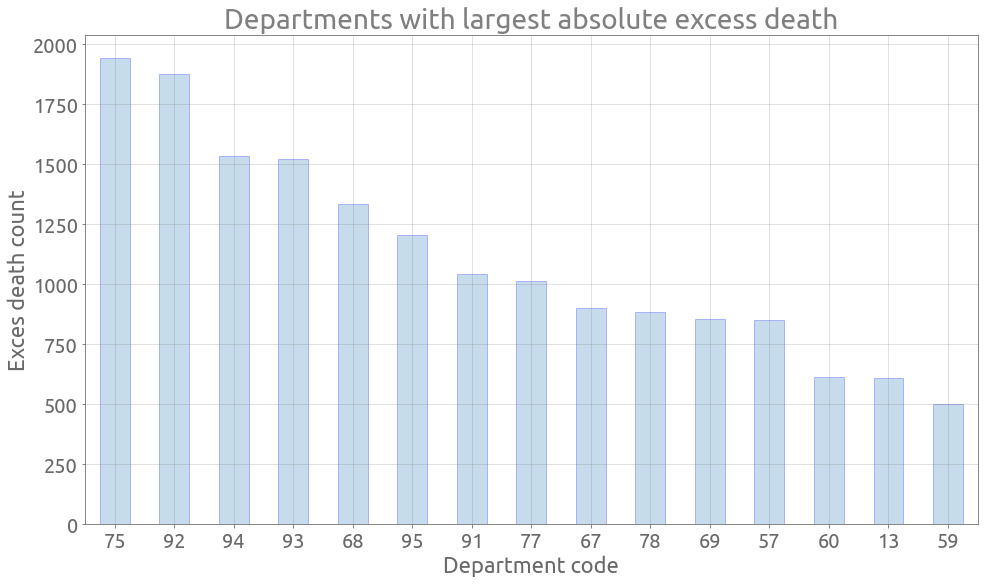 Departments with largest absolute excess death
Excess death count
2000
1750
1500
1250
1000
750
500
250
0
75 92 94 93 68 95 91 77 67 78 69 57 60 13 59
Department code